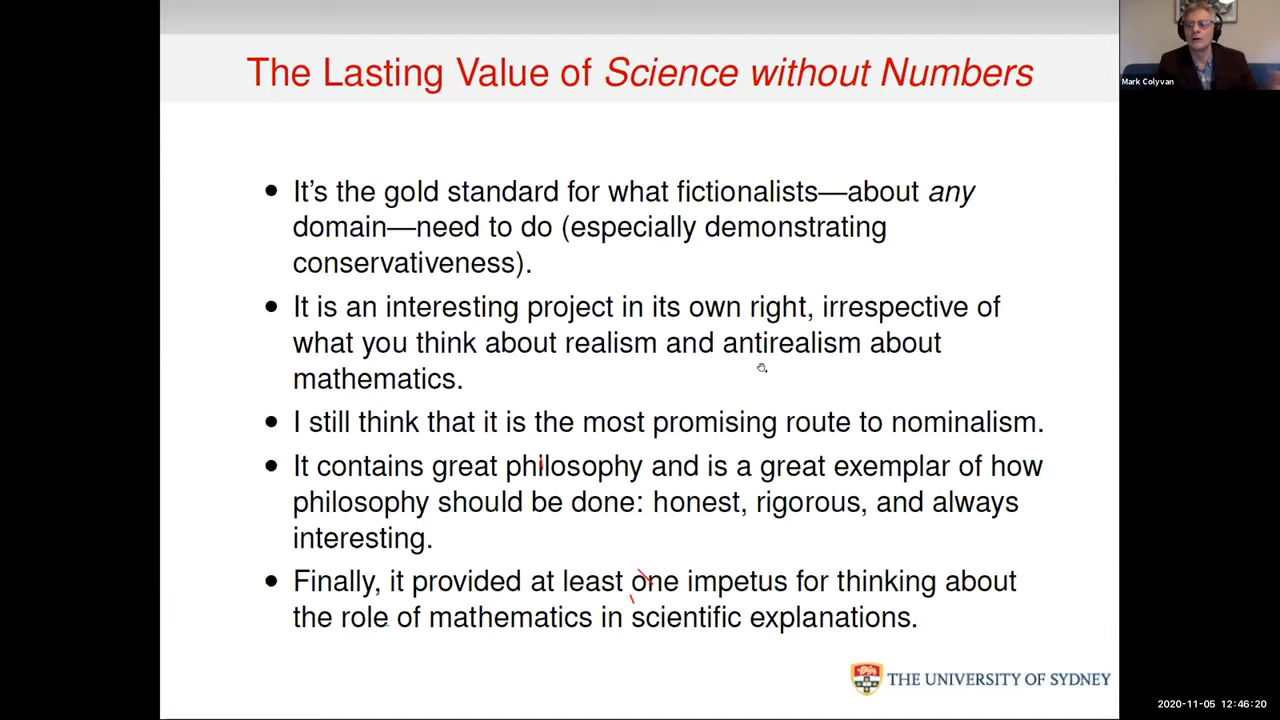 The Lasting Value of Science without Numbers
Mark Colyvan
• It's the gold standard for what fictionalists—about any
domain—need to do (especially demonstrating
conservativeness).
• It is an interesting project in its own right, irrespective of
what you think about realism and antirealism about
mathematics.
• I still think that it is the most promising route to nominalism.
• It contains great philosophy and is a great exemplar of how
philosophy should be done: honest, rigorous, and always
interesting.
• Finally, it provided at least one impetus for thinking about
the role of mathematics in scientific explanations.
THE UNIVERSITY OF SYDNEY
2020-11-05 12:46:20